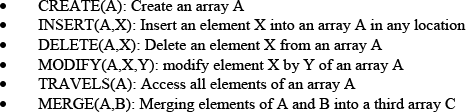 • CREATE(A): Create an array A
• INSERT(A,X): Insert an element X into an array A in any location
• DELETE(A,X): Delete an element X from an array A
• MODIFY(A,X,Y): modify element X by Y of an array A
• TRAVELS(A): Access all elements of an array A
• MERGE(A,B): Merging elements of A and B into a third array C